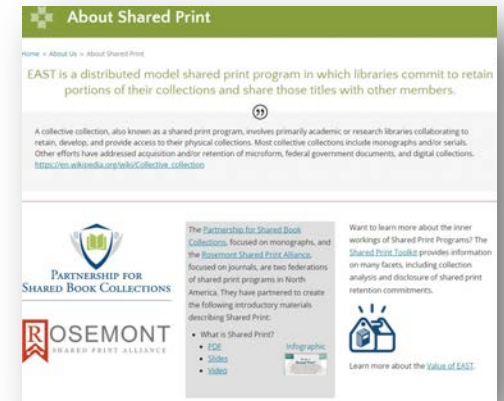 About Shared Print
Home » About Us » About Shared Print
EAST is a distributed model shared print program in which libraries commit to retain
portions of their collections and share those titles with other members.
A collective collection, also known as a shared print program, involves primarily academic or research libraries collaborating to
retain, develop, and provide access to their physical collections. Most collective collections include monographs and/or serials.
Other efforts have addressed acquisition and/or retention of microform, federal government documents, and digital collections.
https://en.wikipedia.org/wiki/Collective_collection
PARTNERSHIP FOR
SHARED BOOK COLLECTIONS
ROSEMONT
SHARED PRINT ALLIANCE
The Partnership for Shared Book
Collections, focused on monographs, and
the Rosemont Shared Print Alliance,
focused on journals, are two federations
of shared print programs in North
America. They have partnered to create
the following introductory materials
describing Shared Print:
• What is Shared Print?
• PDF
• Slides
• Video
Infographic
Want to learn more about the inner
workings of Shared Print Programs? The
Shared Print Toolkit provides information
on many facets, including collection
analysis and disclosure of shared print
retention commitments.
Learn more about the Value of EAST.